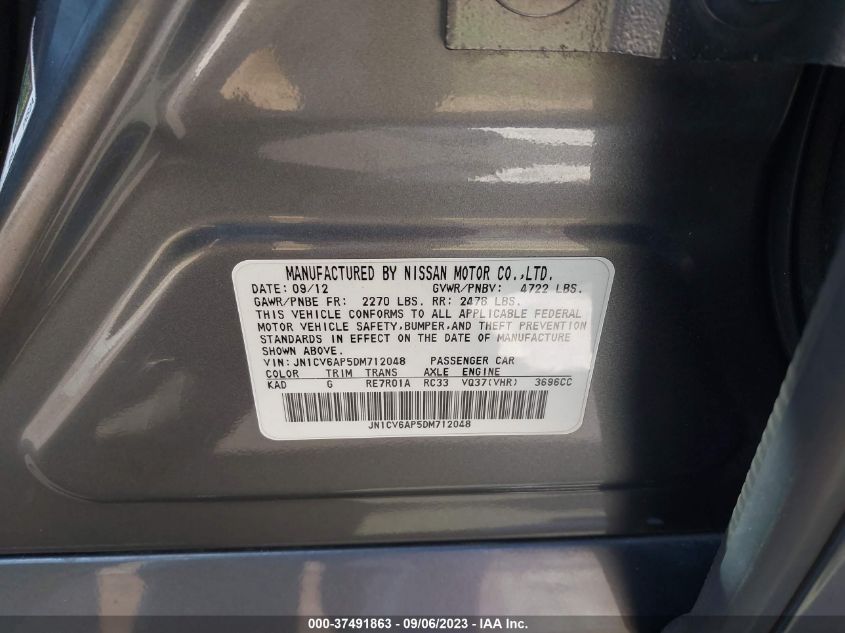 MANUFACTURED BY NISSAN MOTOR CO.,LTD.
DATE: 09/12 GVWR/PNBV: 4722 LBS.
GAWR/PNBE FR: 2270 LBS. RR: 2478 LBS.
THIS VEHICLE CONFORMS TO ALL APPLICABLE FEDERAL
MOTOR VEHICLE SAFETY,BUMPER,AND THEFT PREVENTION
STANDARDS IN EFFECT ON THE DATE OF MANUFACTURE
SHOWN ABOVE.
VIN: JN1CV6AP5DM712048 PASSENGER CAR
COLOR TRIM TRANS AXLE ENGINE
KAD G RE7R01A RC33 VQ37(VHR) 3696CC
JN1CV6AP5DM712048
000-37491863 - 09/06/2023 - © IAA Inc.